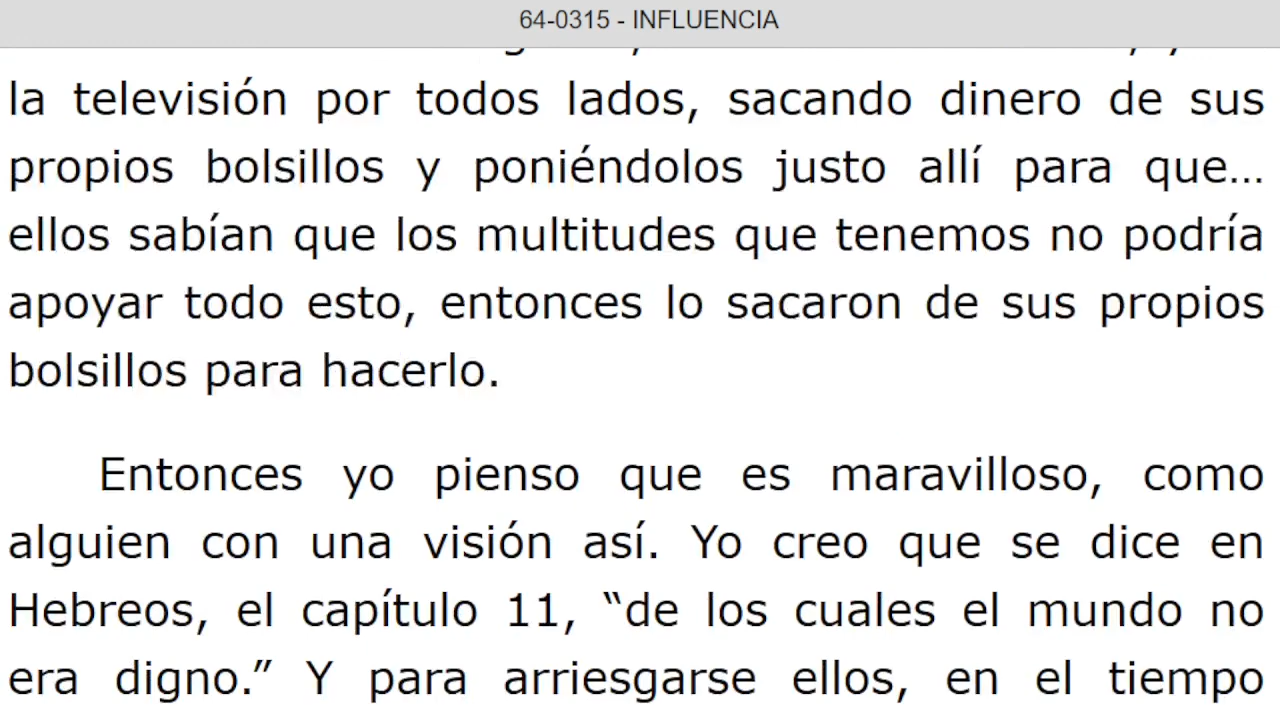 64-0315 - INFLUENCIA
la televisión por todos lados, sacando dinero de sus
propios bolsillos y poniéndolos justo allí para que...
ellos sabían que los multitudes que tenemos no podría
apoyar todo esto, entonces lo sacaron de sus propios
bolsillos para hacerlo.
Entonces yo pienso que es maravilloso, como
alguien con una visión así. Yo creo que se dice en
Hebreos, el capítulo 11, “de los cuales el mundo no
era digno.” Y para arriesgarse ellos, en el tiempo